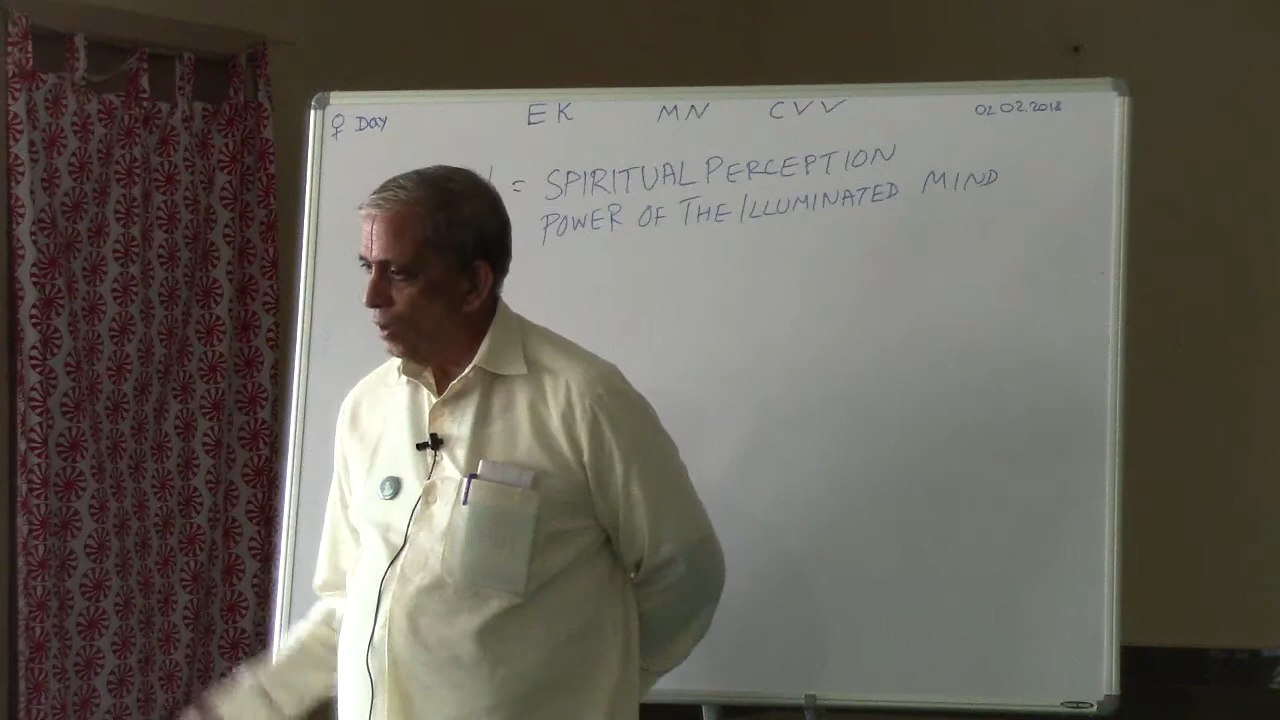 ♀ DAY EK MN CVV 02.02.2018
= SPIRITUAL PERCEPTION
POWER OF THE ILLUMINATED MIND